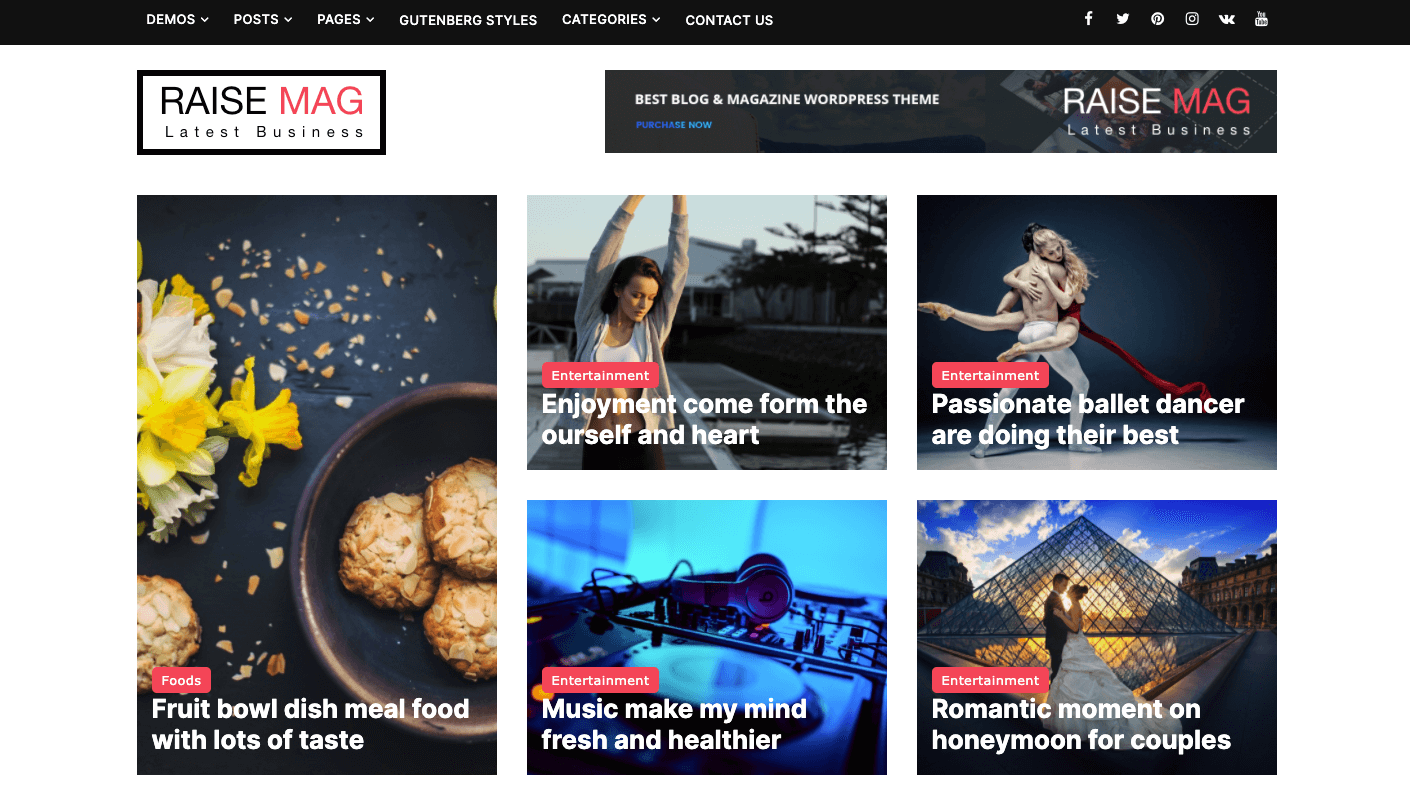 DEMOS POSTS PAGES GUTENBERG STYLES CATEGORIES CONTACT US
RAISE MAG
Latest Business
BEST BLOG & MAGAZINE WORDPRESS THEME
PURCHASE NOW
RAISE MAG
Latest Business
Entertainment
Enjoyment come form the
ourself and heart
Entertainment
Passionate ballet dancer
are doing their best
Foods
Fruit bowl dish meal food
with lots of taste
Entertainment
Music make my mind
fresh and healthier
Entertainment
Romantic moment on
honeymoon for couples